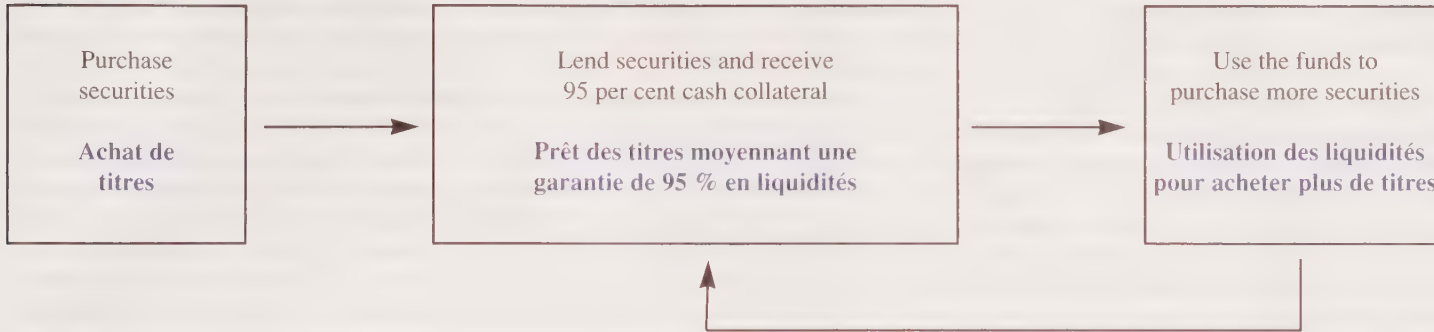 Purchase
securities
Achat de
titres
Lend securities and receive
95 per cent cash collateral
Prêt des titres moyennant une
garantie de 95 % en liquidités
Use the funds to
purchase more securities
Utilisation des liquidités
pour acheter plus de titres